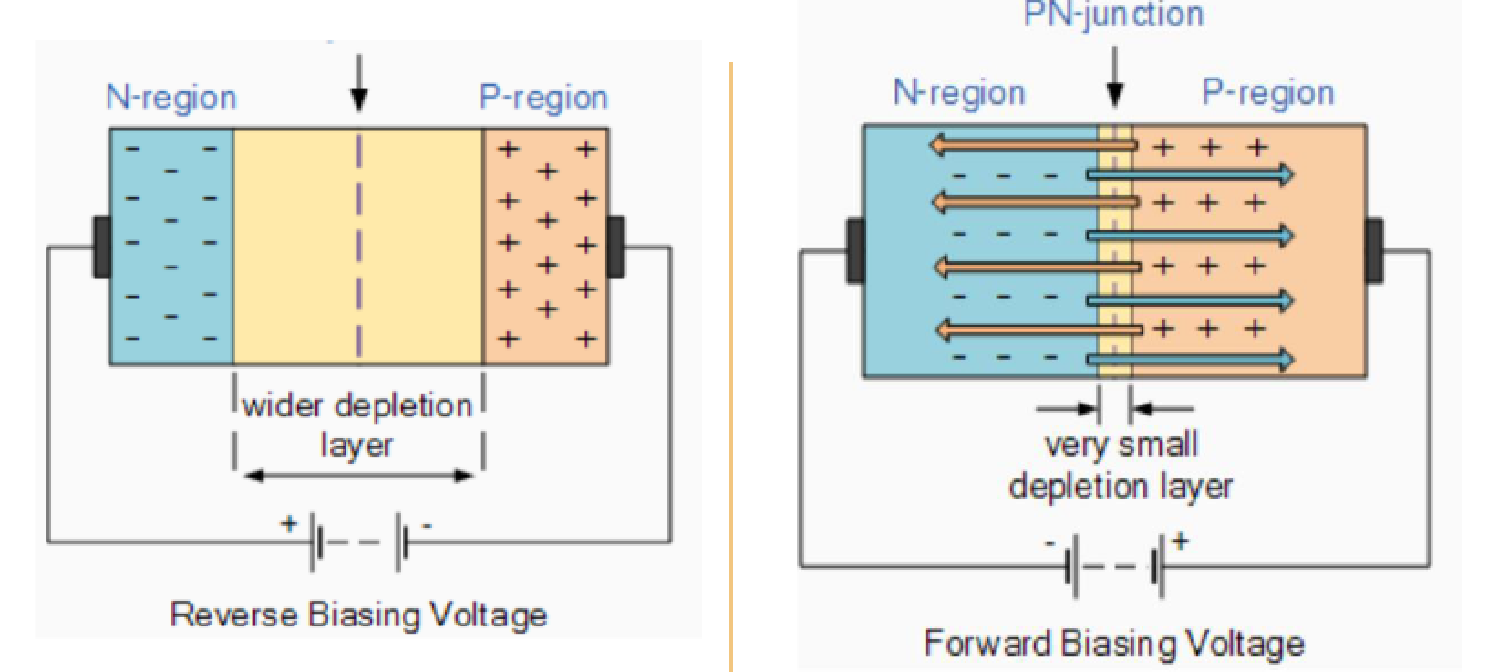 N-region P-region
wider depletion
layer
+ -
Reverse Biasing Voltage
PN-junction
N-region P-region
very small
depletion layer
- +
Forward Biasing Voltage